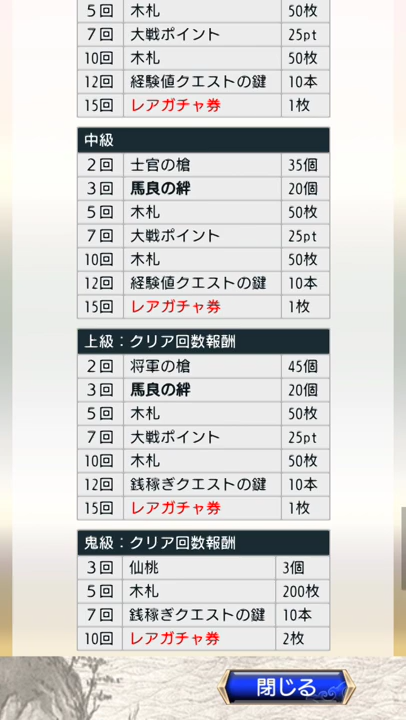 5回 木札 50枚
7回 大戦ポイント 25pt
10回 木札 50枚
12回 経験値クエストの鍵 10本
15回 レアガチャ券 1枚
中級
2回 士官の槍 35個
3回 馬良の絆 20個
5回 木札 50枚
7回 大戦ポイント 25pt
10回 木札 50枚
12回 経験値クエストの鍵 10本
15回 レアガチャ券 1枚
上級:クリア回数報酬
2回 将軍の槍 45個
3回 馬良の絆 20個
5回 木札 50枚
7回 大戦ポイント 25pt
10回 木札 50枚
12回 銭稼ぎクエストの鍵 10本
15回 レアガチャ券 1枚
鬼級:クリア回数報酬
3回 仙桃 3個
5回 木札 200枚
7回 銭稼ぎクエストの鍵 10本
10回 レアガチャ券 2枚
閉じる